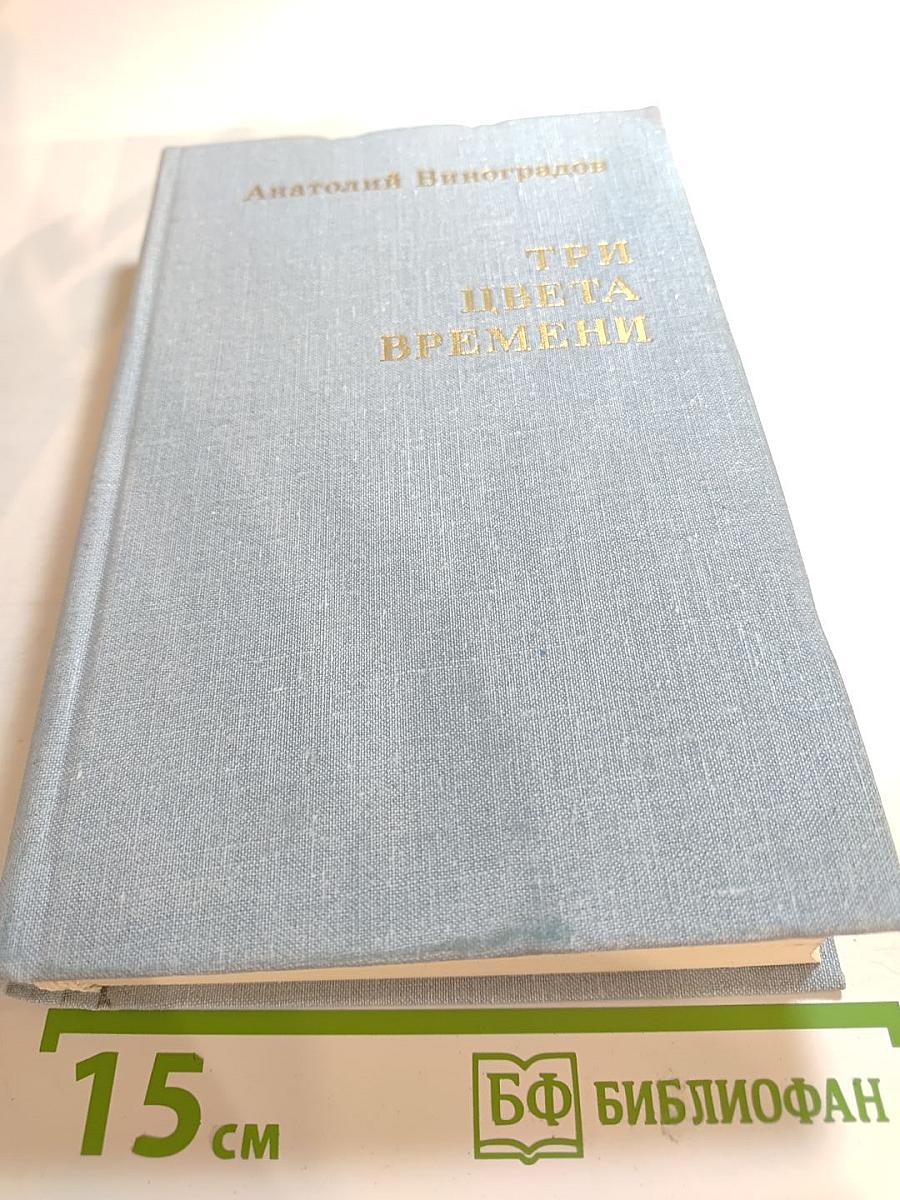 Анатолий Виноградов
ТРИ
ЦВЕТА
ВРЕМЕНИ
15 см
БФ БИБЛИОФАН